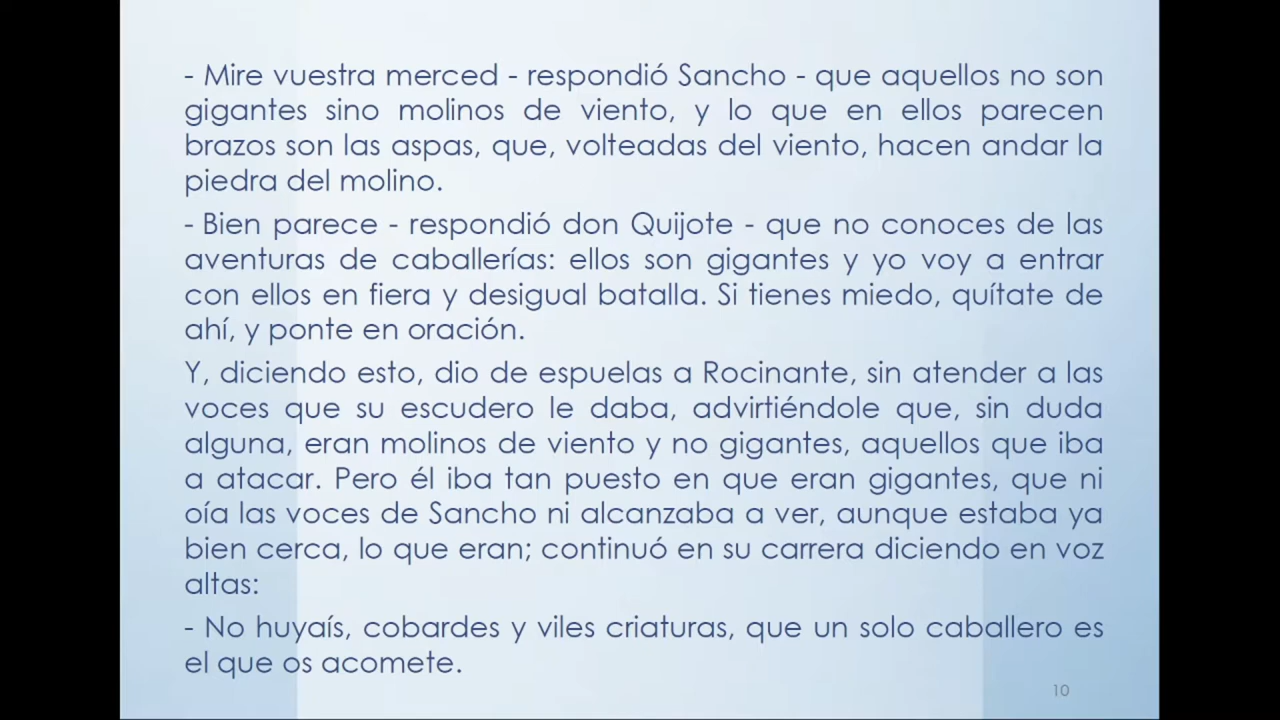 - Mire vuestra merced - respondió Sancho - que aquellos no son
gigantes sino molinos de viento, y lo que en ellos parecen
brazos son las aspas, que, volteadas del viento, hacen andar la
piedra del molino.
- Bien parece - respondió don Quijote - que no conoces de las
aventuras de caballerías: ellos son gigantes y yo voy a entrar
con ellos en fiera y desigual batalla. Si tienes miedo, quítate de
ahí, y ponte en oración.
Y, diciendo esto, dio de espuelas a Rocinante, sin atender a las
voces que su escudero le daba, advirtiéndole que, sin duda
alguna, eran molinos de viento y no gigantes, aquellos que iba
a atacar. Pero él iba tan puesto en que eran gigantes, que ni
oía las voces de Sancho ni alcanzaba a ver, aunque estaba ya
bien cerca, lo que eran; continuó en su carrera diciendo en voz
altas:
- No huyaís, cobardes y viles criaturas, que un solo caballero es
el que os acomete.
10